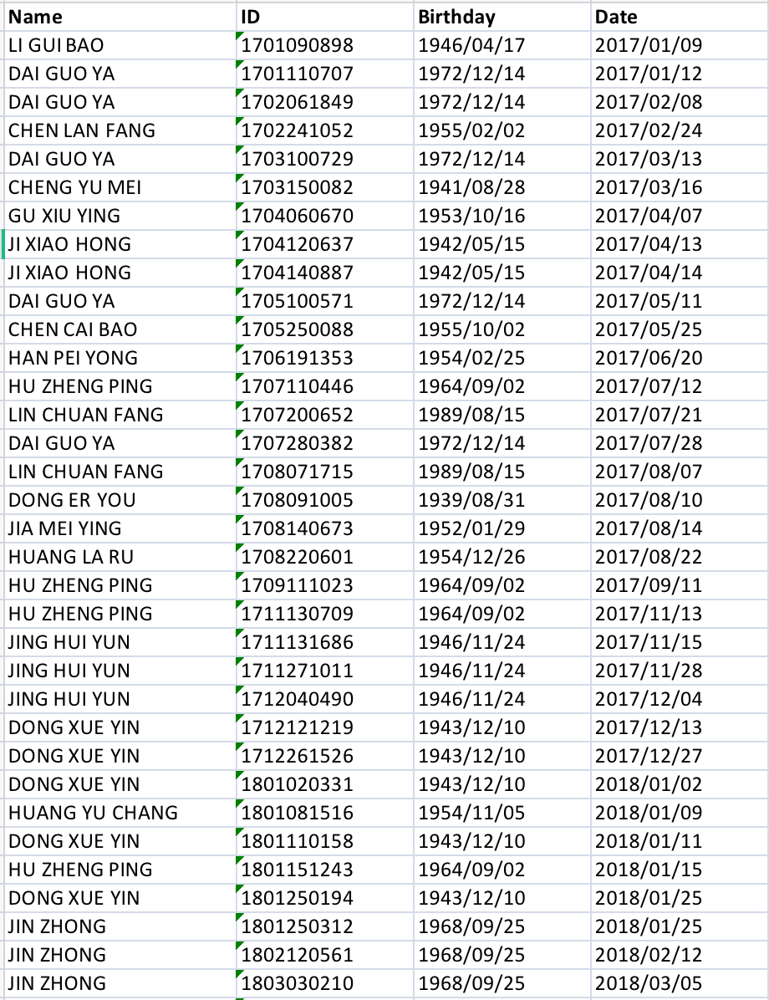 Name ID Birthday Date
LI GUI BAO 1701090898 1946/04/17 2017/01/09
DAI GUO YA 1701110707 1972/12/14 2017/01/12
DAI GUO YA 1702061849 1972/12/14 2017/02/08
CHEN LAN FANG 1702241052 1955/02/02 2017/02/24
DAI GUO YA 1703100729 1972/12/14 2017/03/13
CHENG YU MEI 1703150082 1941/08/28 2017/03/16
GU XIU YING 1704060670 1953/10/16 2017/04/07
JI XIAO HONG 1704120637 1942/05/15 2017/04/13
JI XIAO HONG 1704140887 1942/05/15 2017/04/14
DAI GUO YA 1705100571 1972/12/14 2017/05/11
CHEN CAI BAO 1705250088 1955/10/02 2017/05/25
HAN PEI YONG 1706191353 1954/02/25 2017/06/20
HU ZHENG PING 1707110446 1964/09/02 2017/07/12
LIN CHUAN FANG 1707200652 1989/08/15 2017/07/21
DAI GUO YA 1707280382 1972/12/14 2017/07/28
LIN CHUAN FANG 1708071715 1989/08/15 2017/08/07
DONG ER YOU 1708091005 1939/08/31 2017/08/10
JIA MEI YING 1708140673 1952/01/29 2017/08/14
HUANG LA RU 1708220601 1954/12/26 2017/08/22
HU ZHENG PING 1709111023 1964/09/02 2017/09/11
HU ZHENG PING 1711130709 1964/09/02 2017/11/13
JING HUI YUN 1711131686 1946/11/24 2017/11/15
JING HUI YUN 1711271011 1946/11/24 2017/11/28
JING HUI YUN 1712040490 1946/11/24 2017/12/04
DONG XUE YIN 1712121219 1943/12/10 2017/12/13
DONG XUE YIN 1712261526 1943/12/10 2017/12/27
DONG XUE YIN 1801020331 1943/12/10 2018/01/02
HUANG YU CHANG 1801081516 1954/11/05 2018/01/09
DONG XUE YIN 1801110158 1943/12/10 2018/01/11
HU ZHENG PING 1801151243 1964/09/02 2018/01/15
DONG XUE YIN 1801250194 1943/12/10 2018/01/25
JIN ZHONG 1801250312 1968/09/25 2018/01/25
JIN ZHONG 1802120561 1968/09/25 2018/02/12
JIN ZHONG 1803030210 1968/09/25 2018/03/05